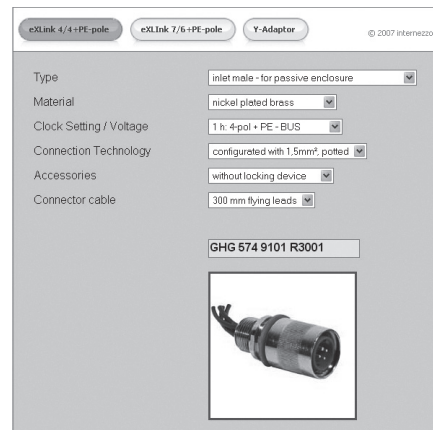 eXLink 4/4+PE-pole eXLink 7/6+PE-pole Y-Adaptor © 2007 internezzo
Type inlet male - for passive enclosure
Material nickel plated brass
Clock Setting / Voltage 1 h: 4-pol + PE - BUS
Connection Technology configurated with 1,5mm², potted
Accessories without locking device
Connector cable 300 mm flying leads
GHG 574 9101 R3001